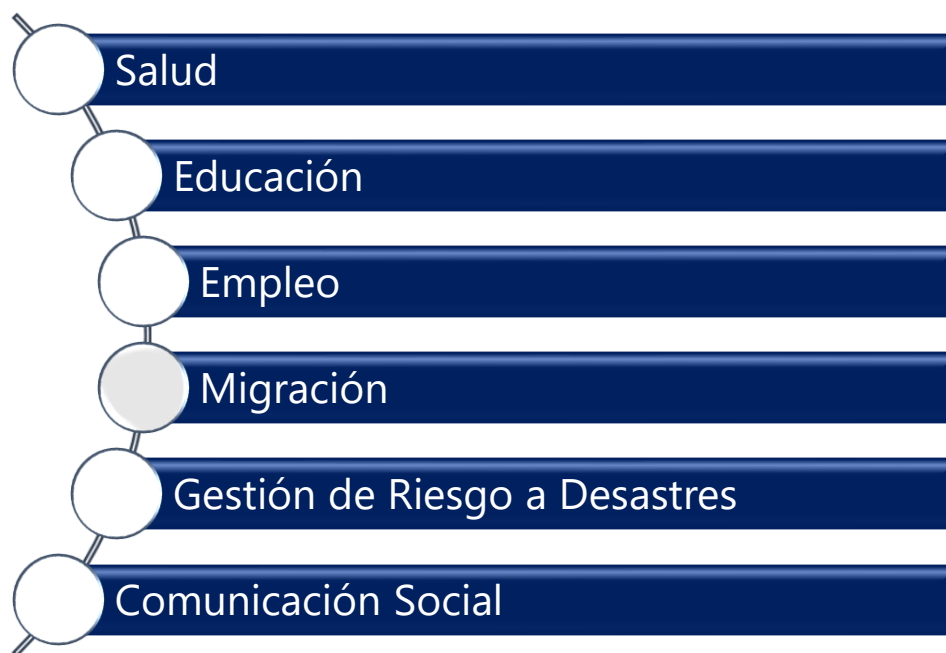 Salud
Educación
Empleo
Migración
Gestión de Riesgo a Desastres
Comunicación Social